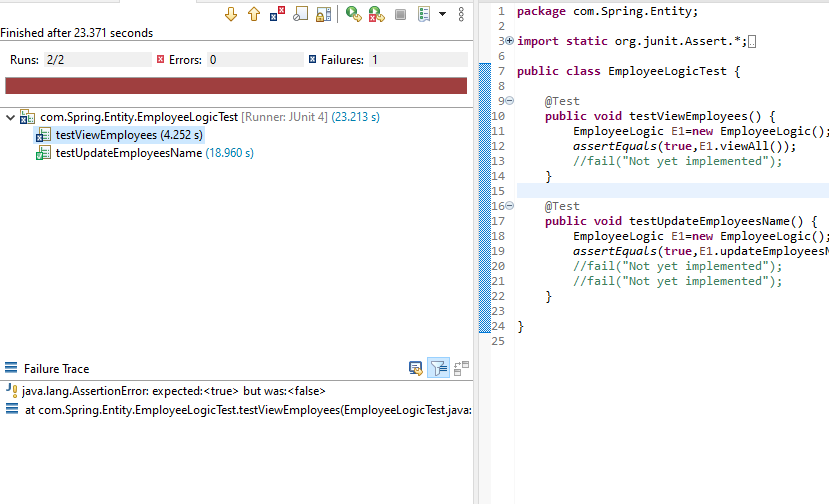 Finished after 23.371 seconds
Runs: 2/2 Errors: 0 Failures: 1
com.Spring.Entity.EmployeeLogicTest [Runner: JUnit 4] (23.213 s)
testViewEmployees (4.252 s)
testUpdateEmployeesName (18.960 s)
Failure Trace
java.lang.AssertionError: expected:<true> but was:<false>
at com.Spring.Entity.EmployeeLogicTest.testViewEmployees(EmployeeLogicTest.java:
1 package com.Spring.Entity;
2
3 import static org.junit.Assert.*;
6
7 public class EmployeeLogicTest {
8
9 @Test
10 public void testViewEmployees() {
11 EmployeeLogic E1=new EmployeeLogic();
12 assertEquals(true,E1.viewAll());
13 //fail("Not yet implemented");
14 }
15
16 @Test
17 public void testUpdateEmployeesName() {
18 EmployeeLogic E1=new EmployeeLogic();
19 assertEquals(true,E1.updateEmployeesN
20 //fail("Not yet implemented");
21 //fail("Not yet implemented");
22 }
23
24 }
25